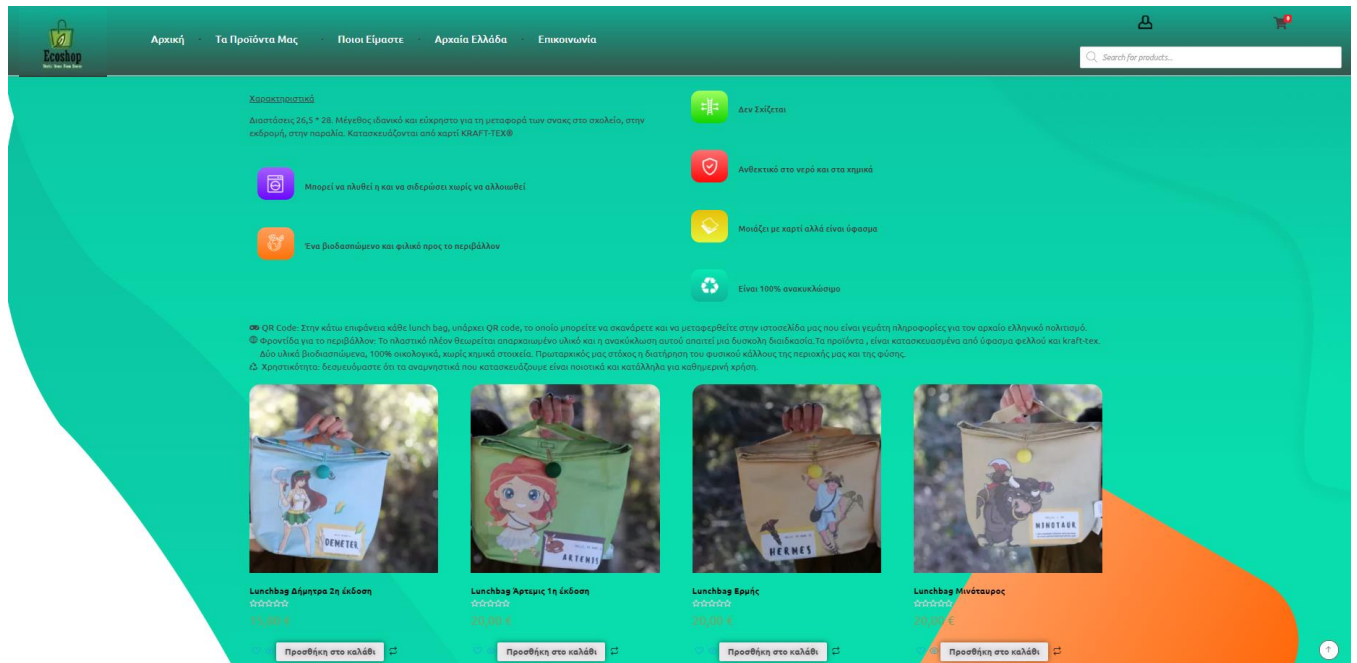 Ecoshop
Αρχική
Τα Προϊόντα Μας
Ποιοι Είμαστε
Αρχαία Ελλάδα
Επικοινωνία
0
Search for products...
Χαρακτηριστικά
Διαστάσεις 26,5 * 28. Μέγεθος ιδανικό και εύχρηστο για τη μεταφορά των σνακς στο σχολείο, στην
εκδρομή, στην παραλία. Κατασκευάζονται από χαρτί KRAFT-TEX®
Μπορεί να πλυθεί η και να σιδερώσει χωρίς να αλλοιωθεί
Ένα βιοδασπώμενο και φιλικό προς το περιβάλλον
Δεν Σχίζεται
Ανθεκτικό στο νερό και στα χημικά
Μοιάζει με χαρτί αλλά είναι ύφασμα
Είναι 100% ανακυκλώσιμο
QR Code: Στην κάτω επιφάνεια κάθε lunch bag, υπάρχει QR code, το οποίο μπορείτε να σκανάρετε και να μεταφερθείτε στην ιστοσελίδα μας που είναι γεμάτη πληροφορίες για τον αρχαίο ελληνικό πολιτισμό.
Φροντίδα για το περιβάλλον: Το πλαστικό πλέον θεωρείται απαρχαιωμένο υλικό και η ανακύκλωση αυτού απαιτεί μια δυσκολη διαιδκασία.Τα προϊόντα , είναι κατασκευασμένα από ύφασμα φελλού και kraft-tex.
Δύο υλικά βιοδιασπώμενα, 100% οικολογικά, χωρίς χημικά στοιχεία. Πρωταρχικός μας στόχος η διατήρηση του φυσικού κάλλους της περιοχής μας και της φύσης.
Χρηστικότητα: δεσμευόμαστε ότι τα αναμνηστικά που κατασκευάζουμε είναι ποιοτικά και κατάλληλα για καθημερινή χρήση.
DEMETER
ARTEMIS
HERMES
MINOTAUR
Lunchbag Δήμητρα 2η έκδοση
Lunchbag Άρτεμις 1η έκδοση
Lunchbag Ερμής
Lunchbag Μινόταυρος
20,00 €
20,00 €
20,00 €
Προσθήκη στο καλάθι
Προσθήκη στο καλάθι
Προσθήκη στο καλάθι
Προσθήκη στο καλάθι